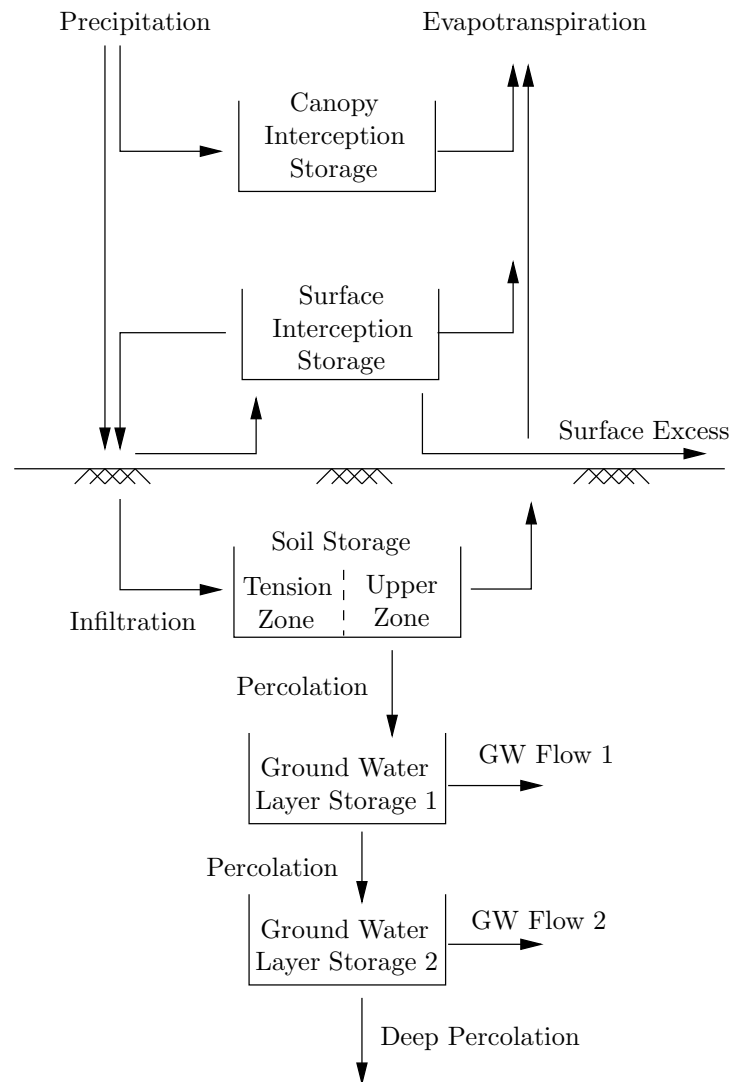 Precipitation
Evapotranspiration
Canopy
Interception
Storage
Surface
Interception
Storage
Surface Excess
Soil Storage
Tension
Zone
Upper
Zone
Infiltration
Percolation
GW Flow 1
Ground Water
Layer Storage 1
Percolation
GW Flow 2
Ground Water
Layer Storage 2
Deep Percolation